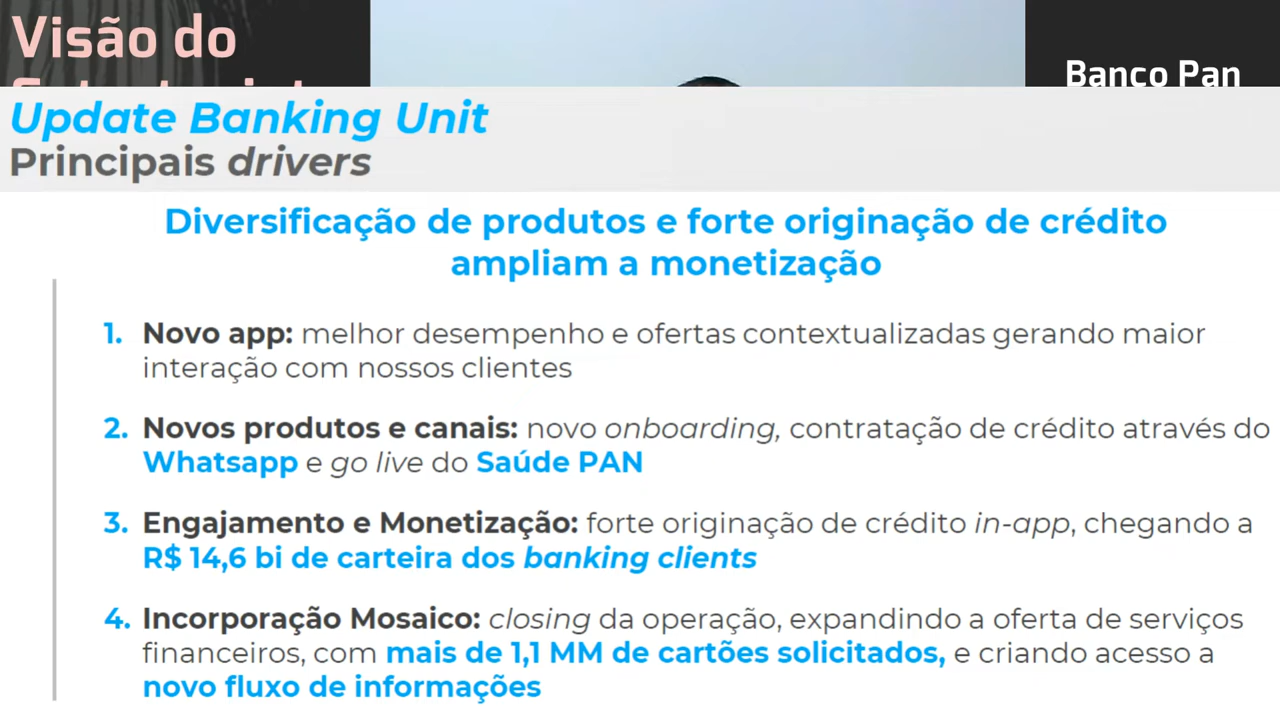 Visão do
Banco Pan
Update Banking Unit
Principais drivers
Diversificação de produtos e forte originação de crédito
ampliam a monetização
1. Novo app: melhor desempenho e ofertas contextualizadas gerando maior
interação com nossos clientes
2. Novos produtos e canais: novo onboarding, contratação de crédito através do
Whatsapp e go live do Saúde PAN
3. Engajamento e Monetização: forte originação de crédito in-app, chegando a
R$ 14,6 bi de carteira dos banking clients
4. Incorporação Mosaico: closing da operação, expandindo a oferta de serviços
financeiros, com mais de 1,1 MM de cartões solicitados, e criando acesso a
novo fluxo de informações